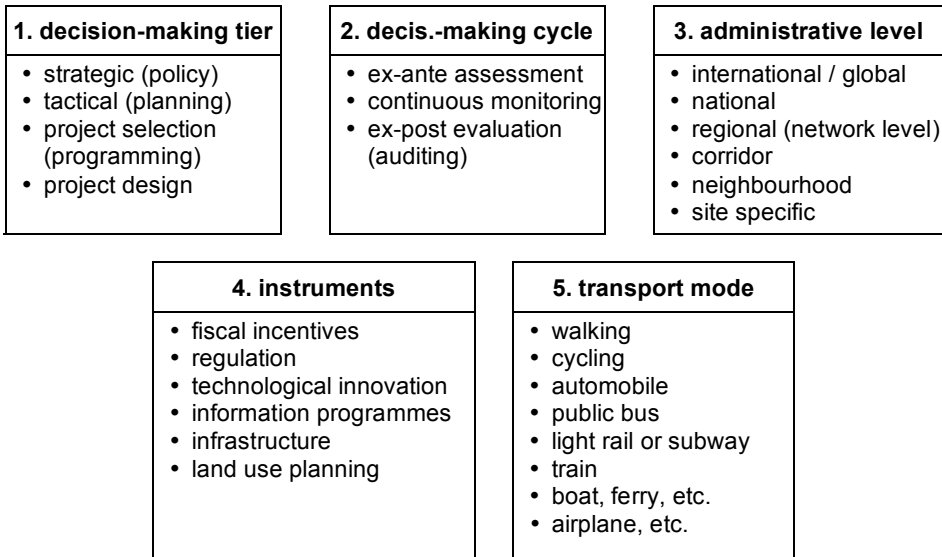 1. decision-making tier
• strategic (policy)
• tactical (planning)
• project selection
(programming)
• project design
2. decis.-making cycle
• ex-ante assessment
• continuous monitoring
• ex-post evaluation
(auditing)
3. administrative level
• international / global
• national
• regional (network level)
• corridor
• neighbourhood
• site specific
4. instruments
• fiscal incentives
• regulation
• technological innovation
• information programmes
• infrastructure
• land use planning
5. transport mode
• walking
• cycling
• automobile
• public bus
• light rail or subway
• train
• boat, ferry, etc.
• airplane, etc.